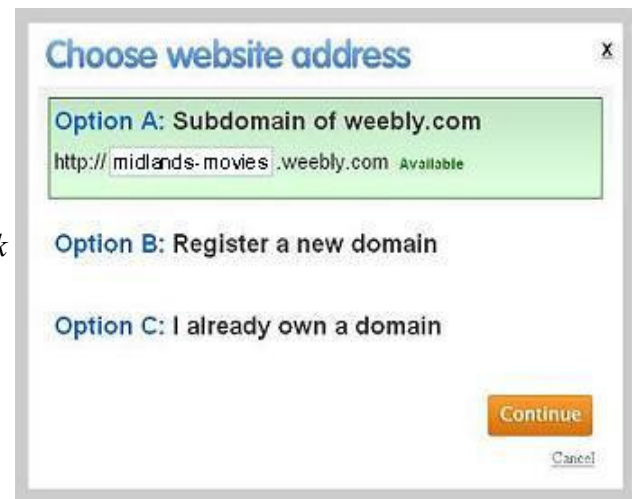 Choose website address
X
Option A: Subdomain of weebly.com
http:// midlands-movies .weebly.com Available
k
Option B: Register a new domain
Option C: I already own a domain
Continue
Cancel